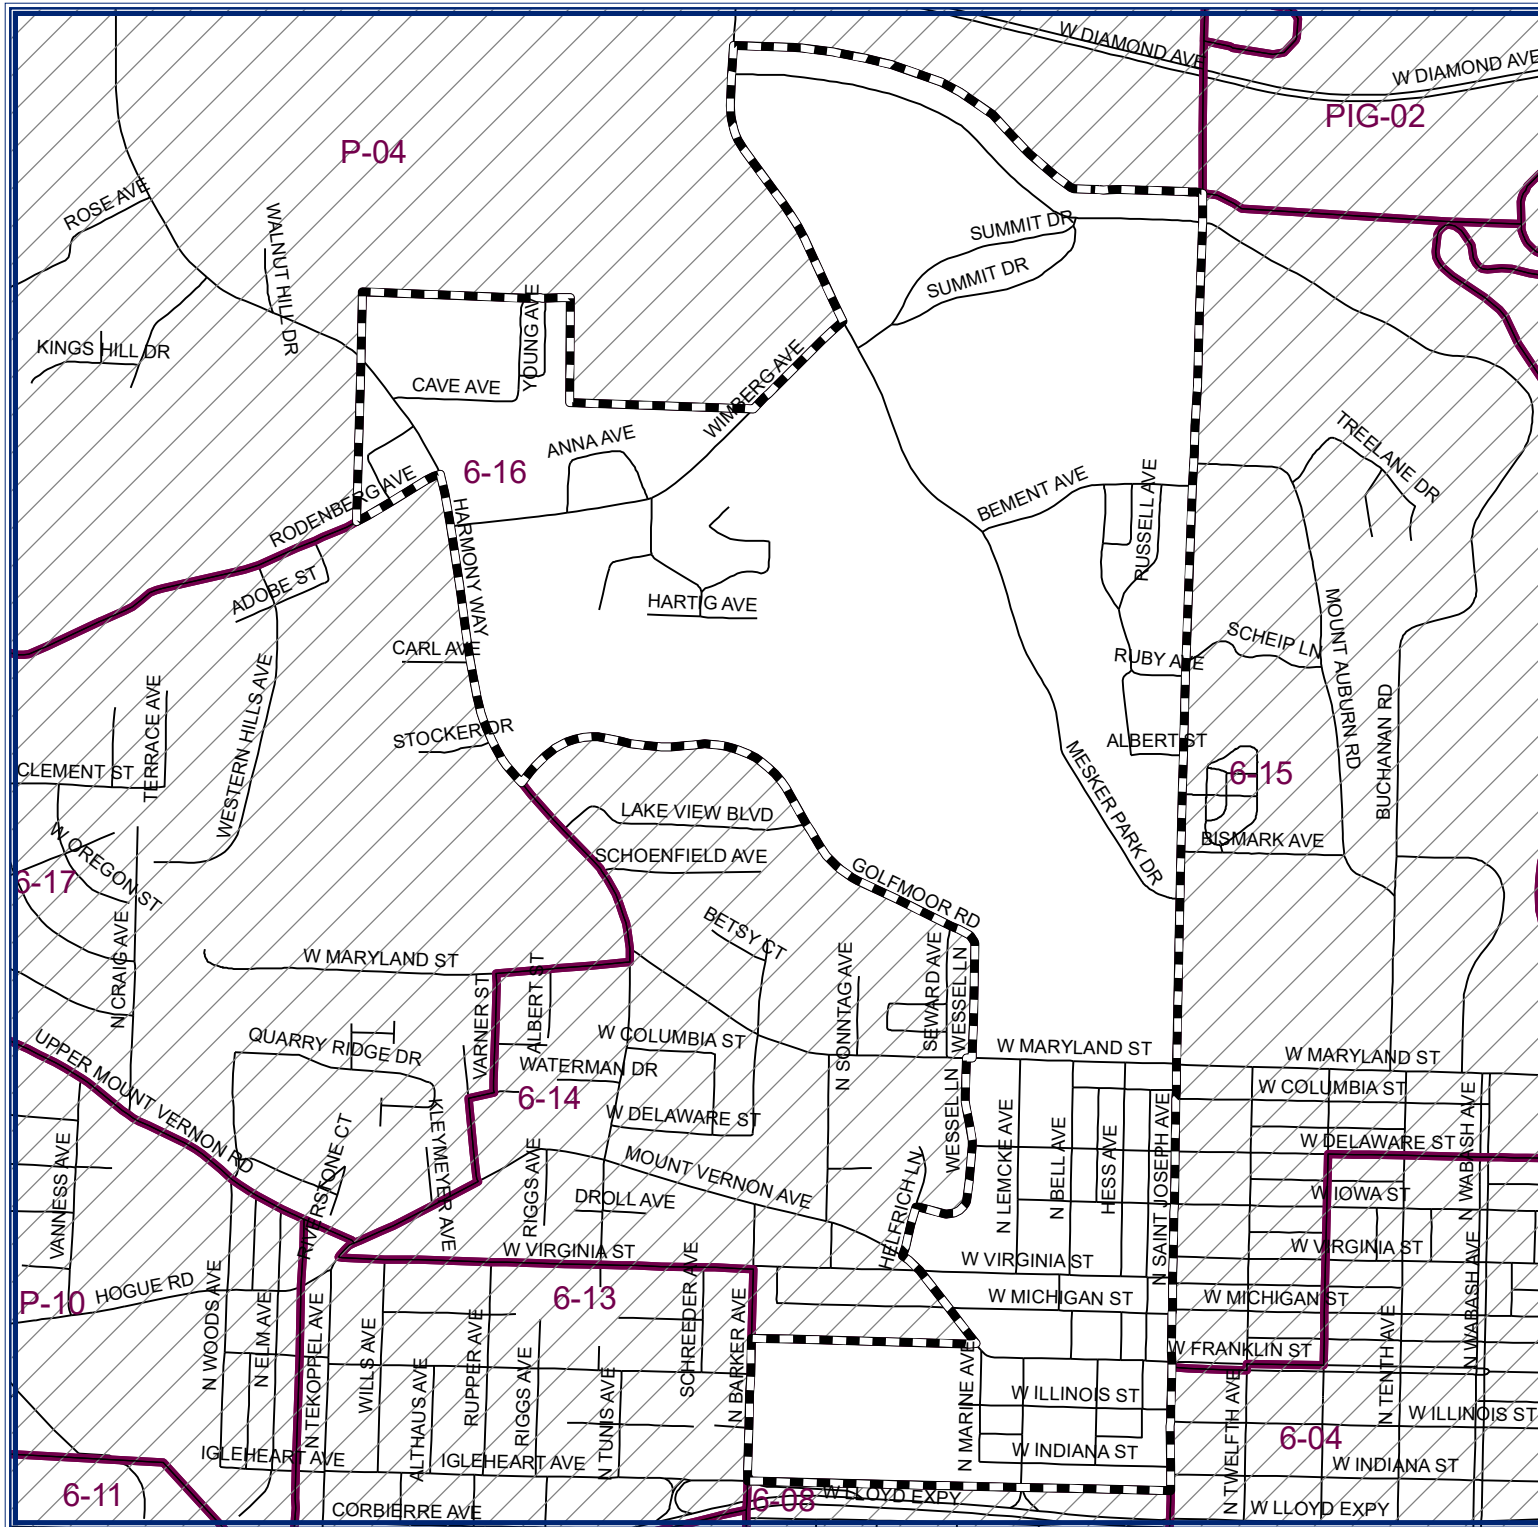 W DIAMOND AVE
W DIAMOND AVE
PIG-02
P-04
ROSE AVE
WALNUT HILL DR
SUMMIT DR
SUMMIT DR
KINGS HILL DR
YOUNG AVE
CAVE AVE
WIMBERG AVE
ANNA AVE
TREELANE DR
6-16
RODENBERG AVE
BEMENT AVE
RUSSELL AVE
HARMONY WAY
ADOBE ST
HARTIG AVE
MOUNT AUBURN RD
SCHEIP LN
CARL AVE
RUBY AVE
TERRACE AVE
WESTERN HILLS AVE
BUCHANAN RD
STOCKER DR
ALBERT ST
MESKER PARK DR
CLEMENT ST
6-15
LAKE VIEW BLVD
BISMARK AVE
W OREGON ST
SCHOENFIELD AVE
6-17
GOLFMOOR RD
BETSY CT
N CRAIG AVE
W MARYLAND ST
ALBERT ST
N SONNTAG AVE
SEWARD AVE
WESSEL LN
VARNER ST
QUARRY RIDGE DR
W COLUMBIA ST
W MARYLAND ST
W MARYLAND ST
UPPER MOUNT VERNON RD
WATERMAN DR
W COLUMBIA ST
6-14
WESSEL LN
N LEMCKE AVE
N BELL AVE
HESS AVE
N SAINT JOSEPH AVE
N WABASH AVE
W DELAWARE ST
W DELAWARE ST
VANNESS AVE
RIVERSTONE CT
KLEYMEYER AVE
RIGGS AVE
MOUNT VERNON AVE
DROLL AVE
HELFRICH LN
W IOWA ST
W VIRGINIA ST
W VIRGINIA ST
W VIRGINIA ST
P-10
HOGUE RD
6-13
W MICHIGAN ST
W MICHIGAN ST
N WOODS AVE
N ELM AVE
N TEKOPPEL AVE
WILLS AVE
ALTHAUS AVE
RUPPER AVE
RIGGS AVE
N TUNIS AVE
SCHREEDER AVE
N BARKER AVE
N MARINE AVE
W FRANKLIN ST
N TENTH AVE
N WABASH AVE
W ILLINOIS ST
W ILLINOIS ST
N TWELFTH AVE
6-04
IGLEHEART AVE
IGLEHEART AVE
W INDIANA ST
W INDIANA ST
6-11
CORBIERRE AVE
6-08
W LLOYD EXPY
W LLOYD EXPY